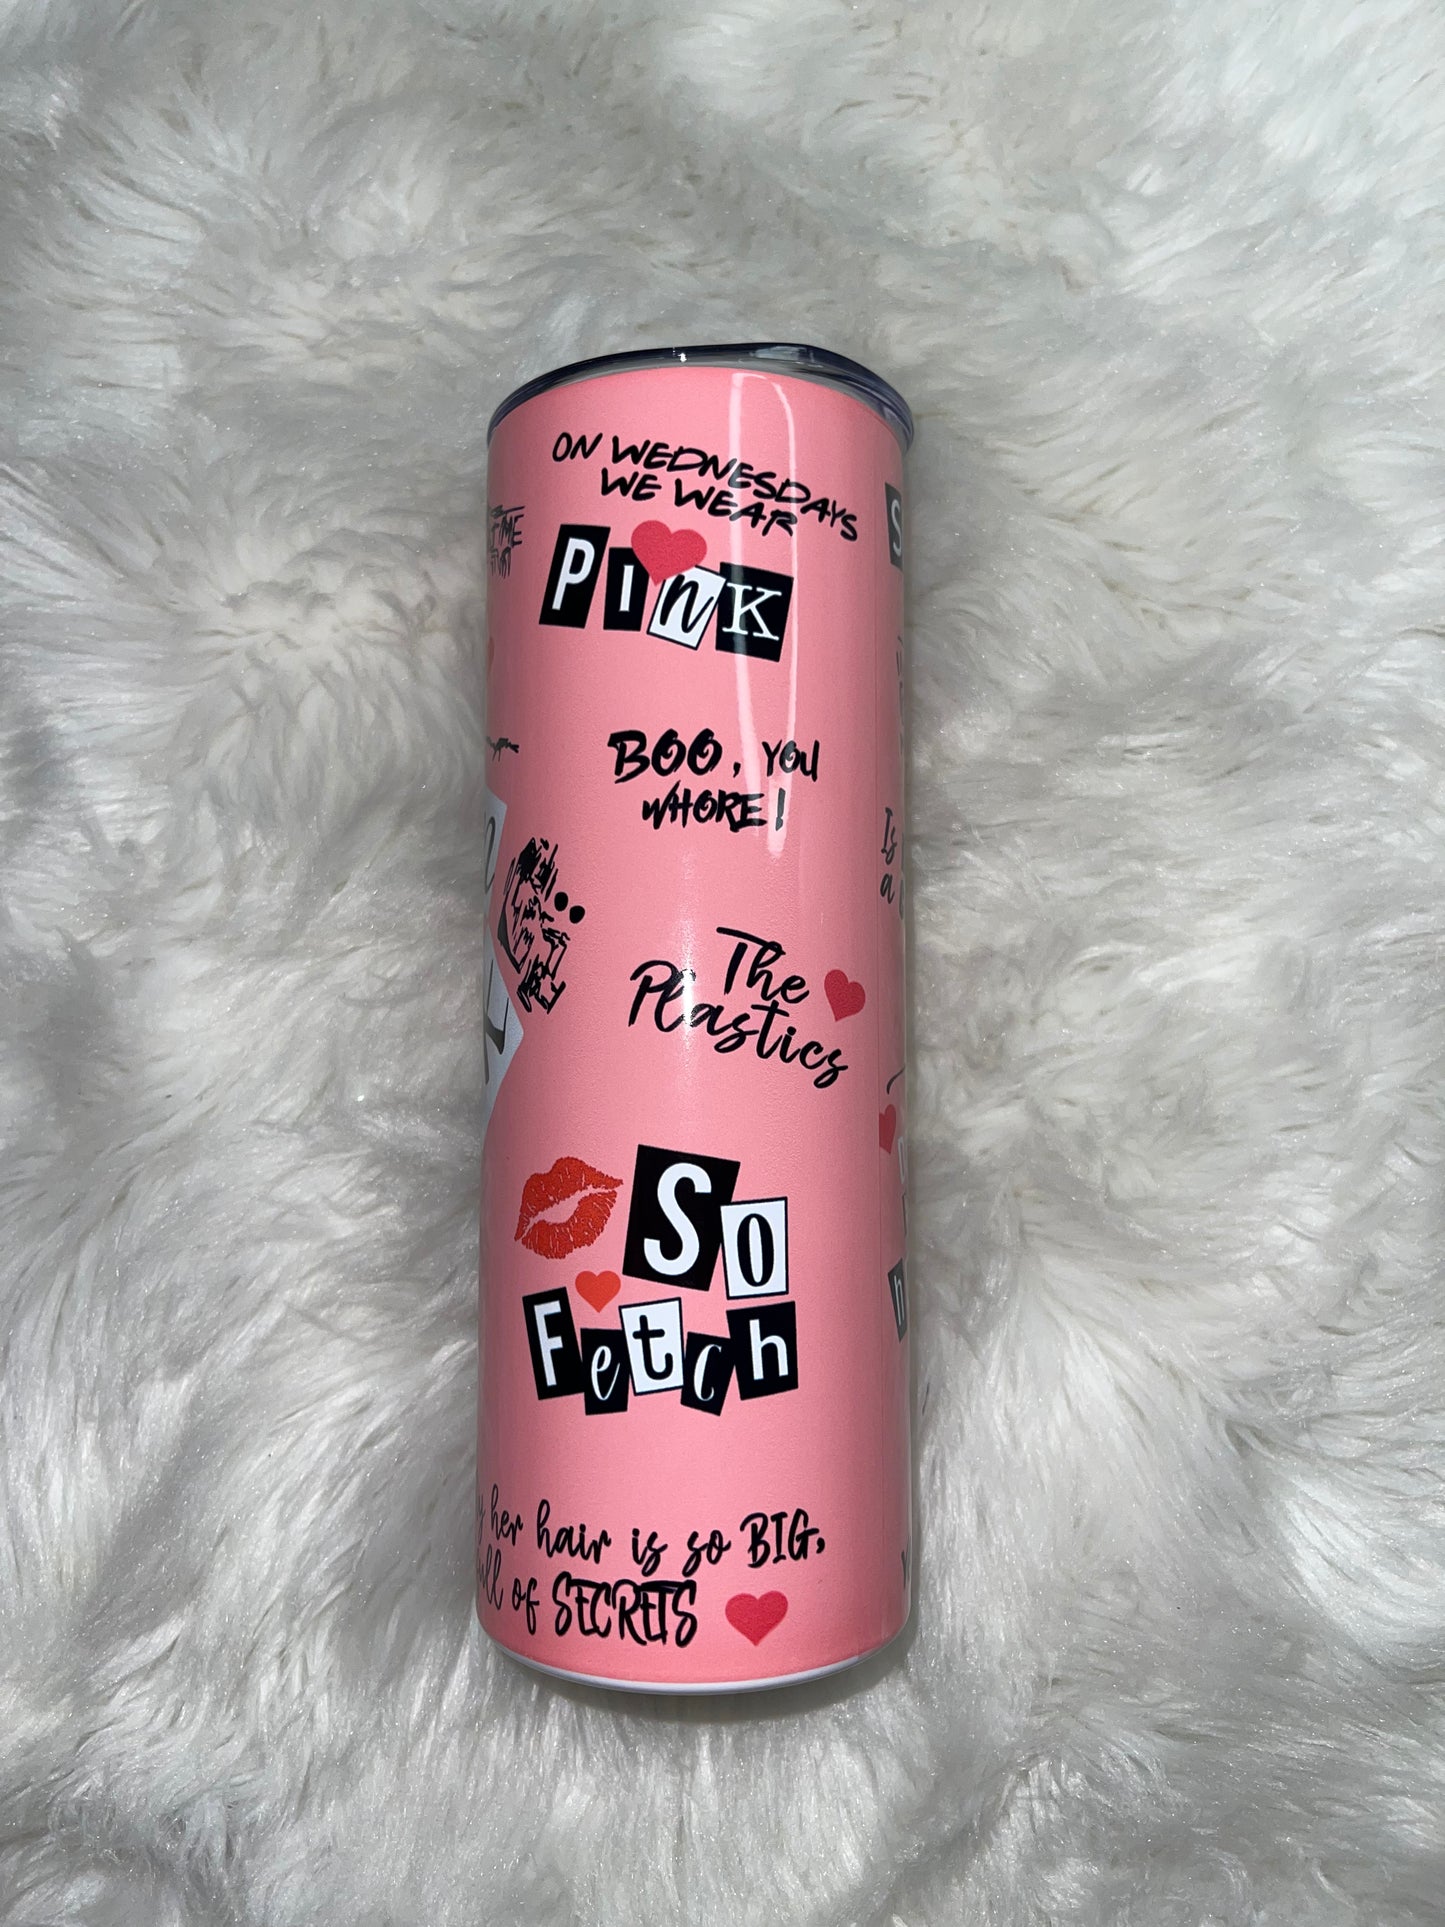 ON WEDNESDAYS
WE WEAR
PinK
BOO, YOU
WHORE!
The
Plastics
So
Fetch
her hair is so BIG,
of SECRETS
Is
a